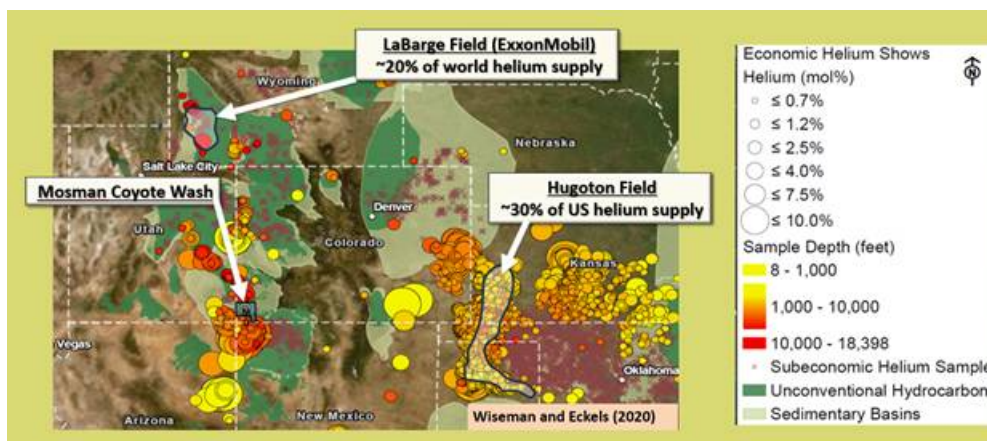 LaBarge Field (ExxonMobil)
~20% of world helium supply
Wyoming
Salt Lake City
Nebraska
Mosman Coyote Wash
Hugoton Field
~30% of US helium supply
Denver
Utah
Colorado
Kansas
Vegas
Oklahoma
Arizona
New Mexico
Wiseman and Eckels (2020)
Economic Helium Shows
Helium (mol%)
N
≤ 0.7%
≤ 1.2%
≤ 2.5%
≤ 4.0%
≤ 7.5%
≤ 10.0%
Sample Depth (feet)
8 - 1,000
1,000 - 10,000
10,000 - 18,398
Subeconomic Helium Sample
Unconventional Hydrocarbon
Sedimentary Basins